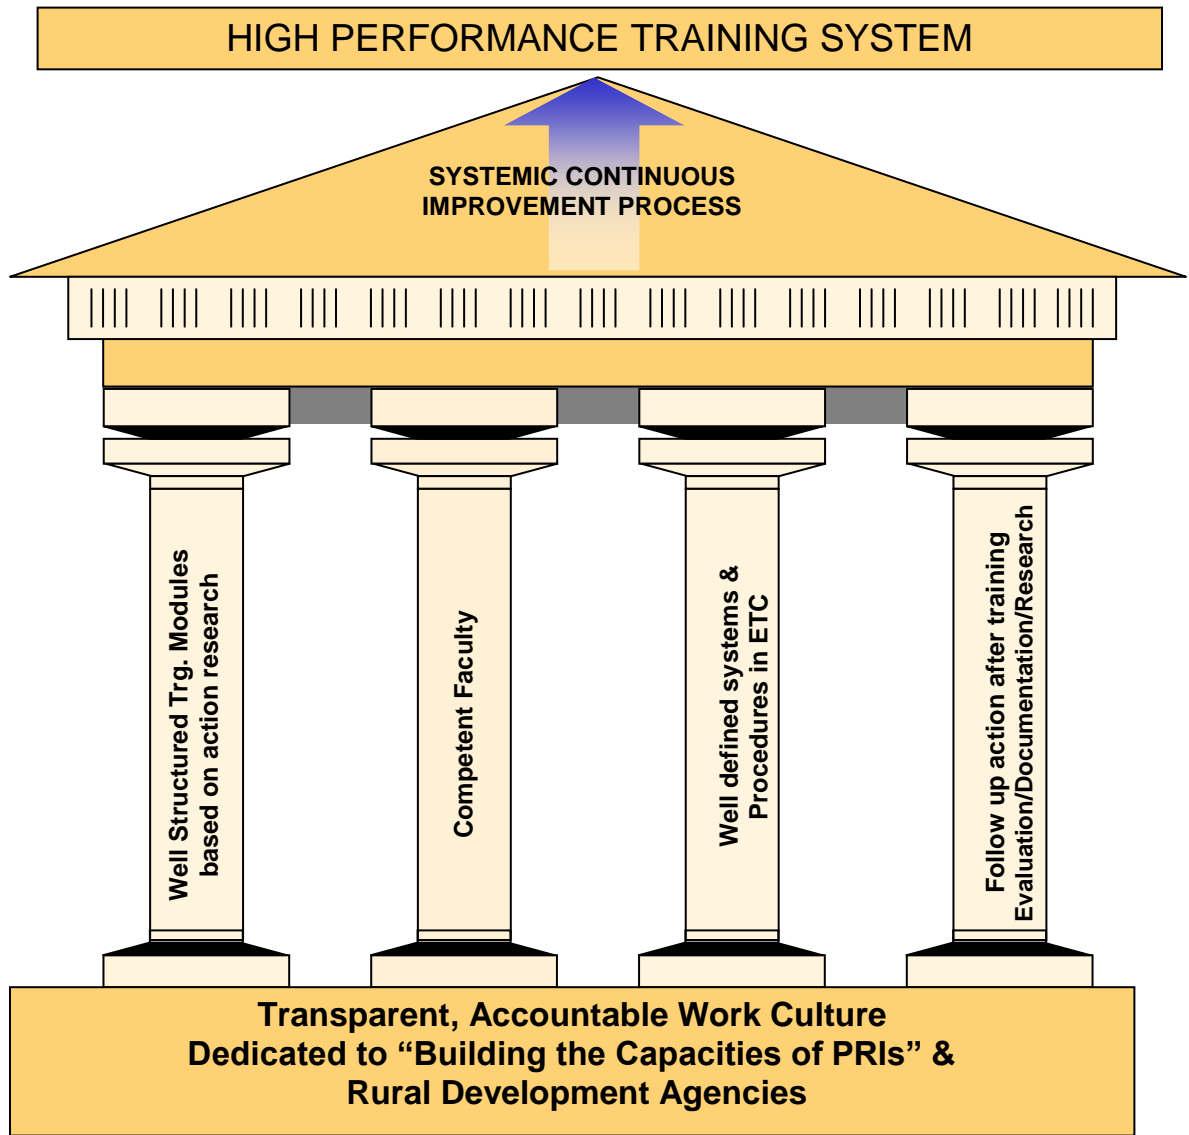 HIGH PERFORMANCE TRAINING SYSTEM
SYSTEMIC CONTINUOUS
IMPROVEMENT PROCESS
Well Structured Trg. Modules
based on action research
Competent Faculty
Well defined systems &
Procedures in ETC
Follow up action after training
Evaluation/Documentation/Research
Transparent, Accountable Work Culture
Dedicated to “Building the Capacities of PRIs” &
Rural Development Agencies